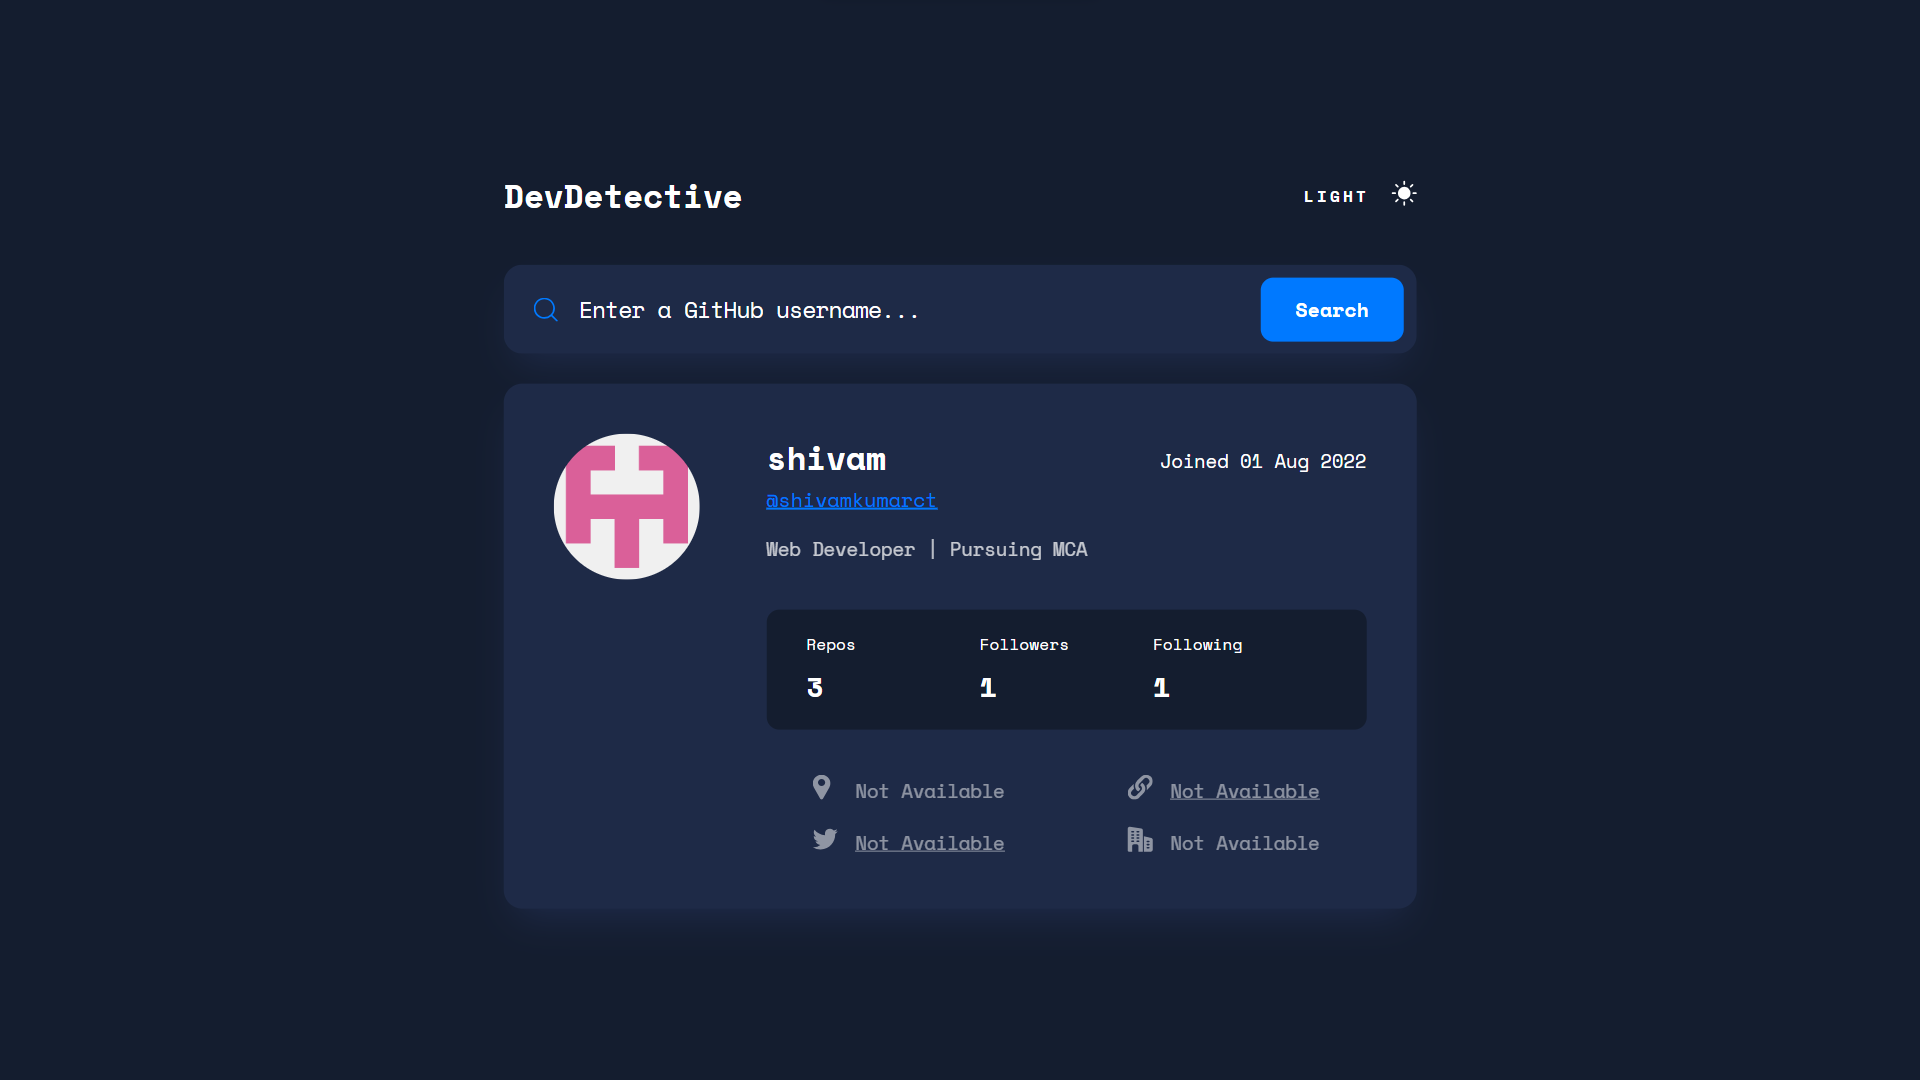 DevDetective
LIGHT
Enter a GitHub username...
Search
shivam
Joined 01 Aug 2022
@shivamkumarct
Web Developer | Pursuing MCA
Repos Followers Following
3 1 1
Not Available Not Available
Not Available Not Available